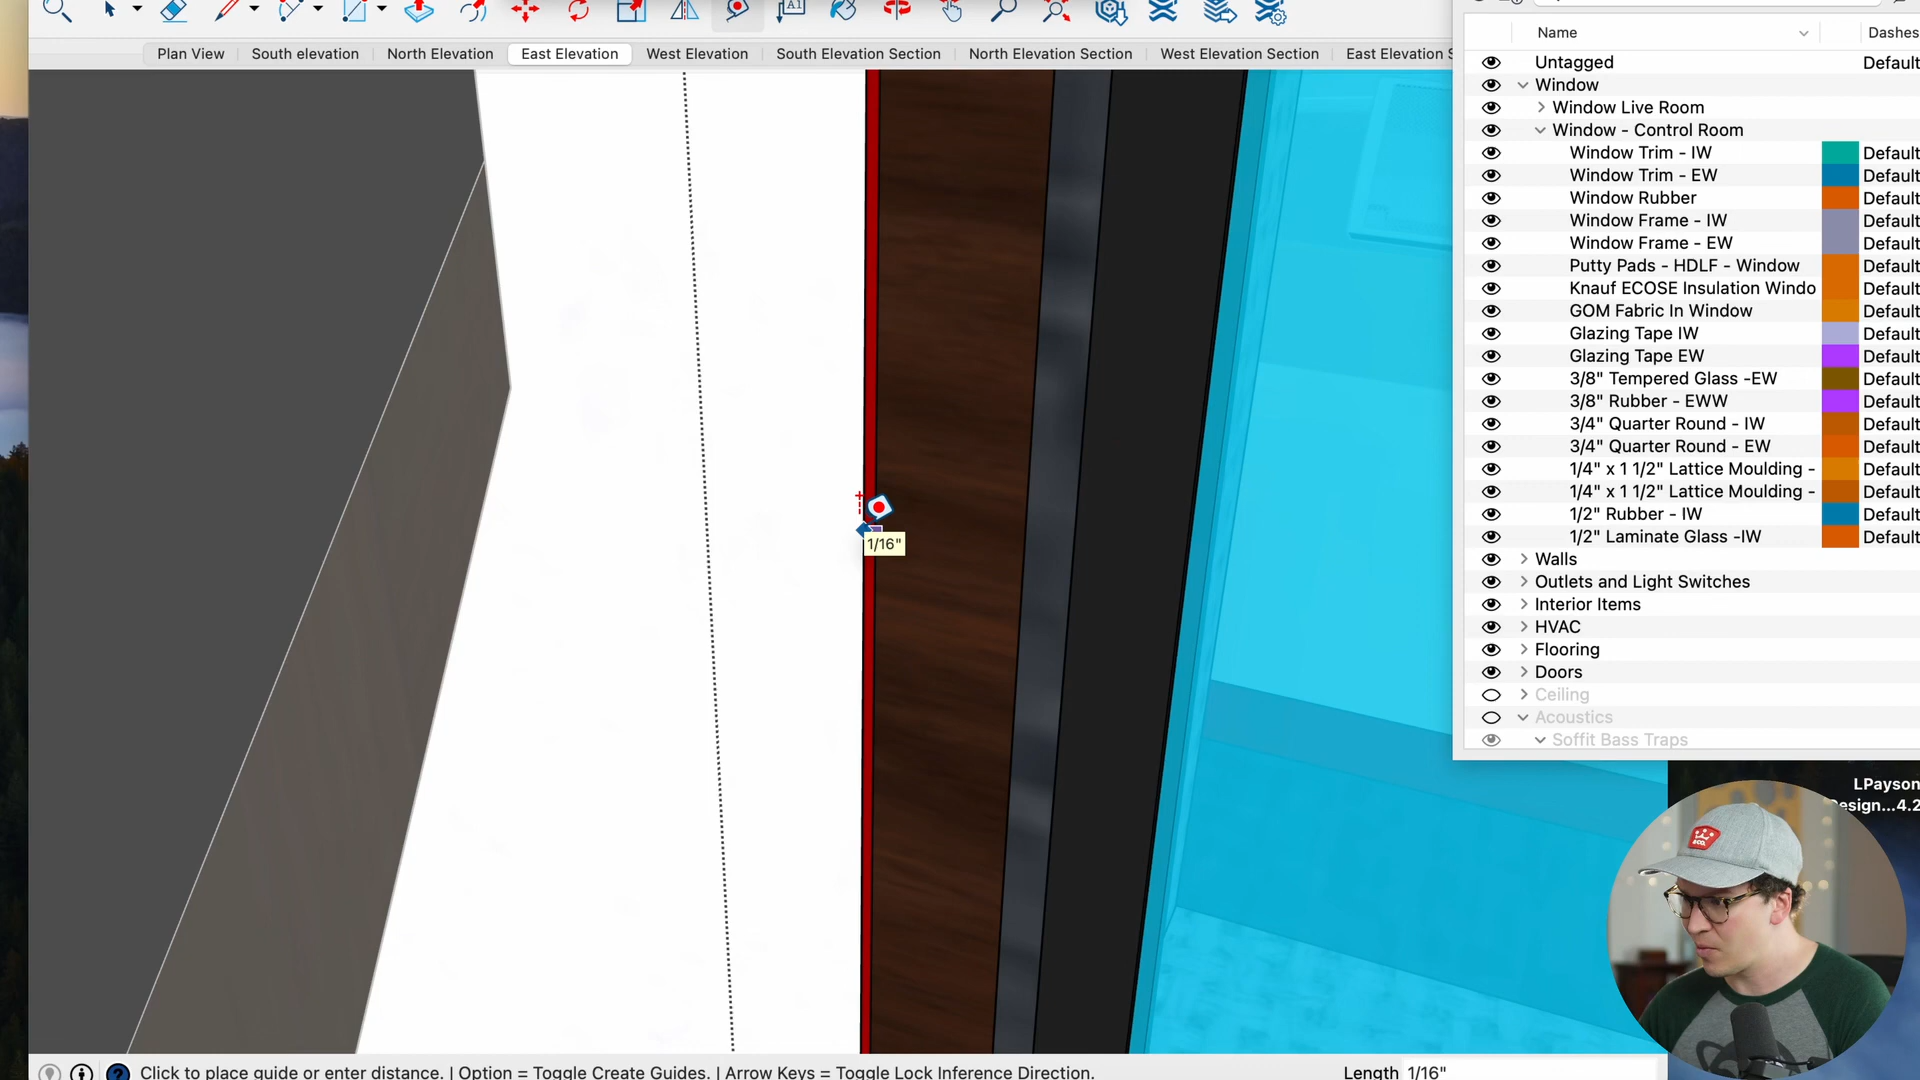 A1
Plan View South elevation North Elevation East Elevation West Elevation South Elevation Section North Elevation Section West Elevation Section East Elevation S
Name Dashes
Untagged Default
Window
Window Live Room
Window - Control Room
Window Trim - IW Default
Window Trim - EW Default
Window Rubber Default
Window Frame - IW Default
Window Frame - EW Default
Putty Pads - HDLF - Window Default
Knauf ECOSE Insulation Windo Default
GOM Fabric In Window Default
Glazing Tape IW Default
Glazing Tape EW Default
3/8" Tempered Glass -EW Default
3/8" Rubber - EWW Default
3/4" Quarter Round - IW Default
3/4" Quarter Round - EW Default
1/4" x 1 1/2" Lattice Moulding - Default
1/4" x 1 1/2" Lattice Moulding - Default
1/2" Rubber - IW Default
1/2" Laminate Glass -IW Default
Walls
Outlets and Light Switches
Interior Items
HVAC
Flooring
Doors
Ceiling
Acoustics
Soffit Bass Traps
1/16"
LPayson
Design...4.2
Click to place guide or enter distance. | Option = Toggle Create Guides. | Arrow Keys = Toggle Lock Inference Direction. Length 1/16"